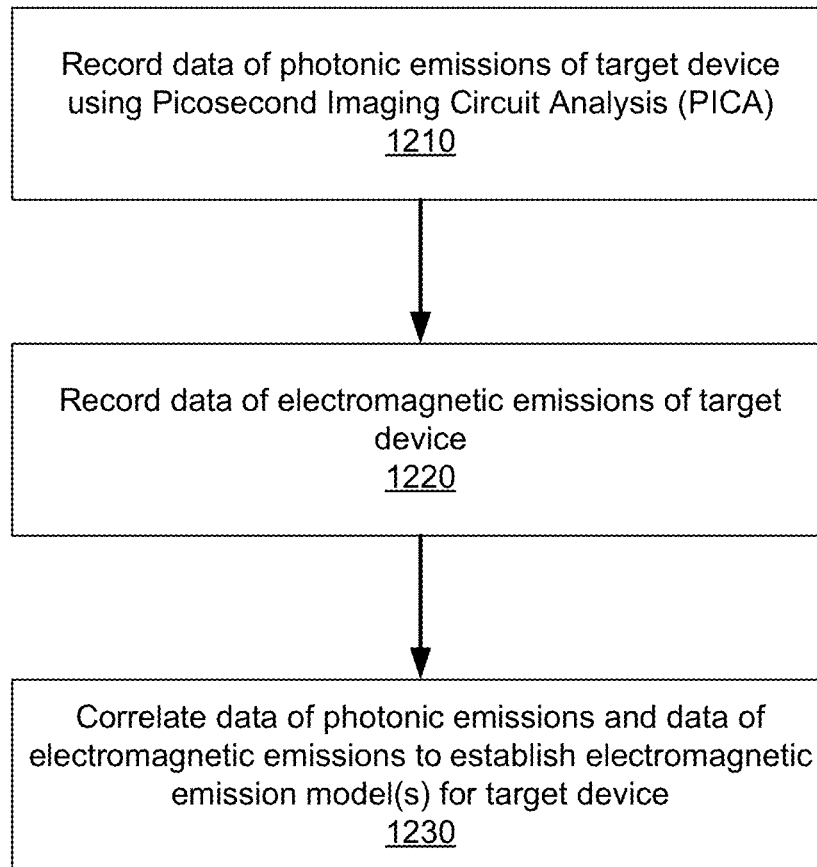 Record data of photonic emissions of target device
using Picosecond Imaging Circuit Analysis (PICA)
1210
Record data of electromagnetic emissions of target
device
1220
Correlate data of photonic emissions and data of
electromagnetic emissions to establish electromagnetic
emission model(s) for target device
1230